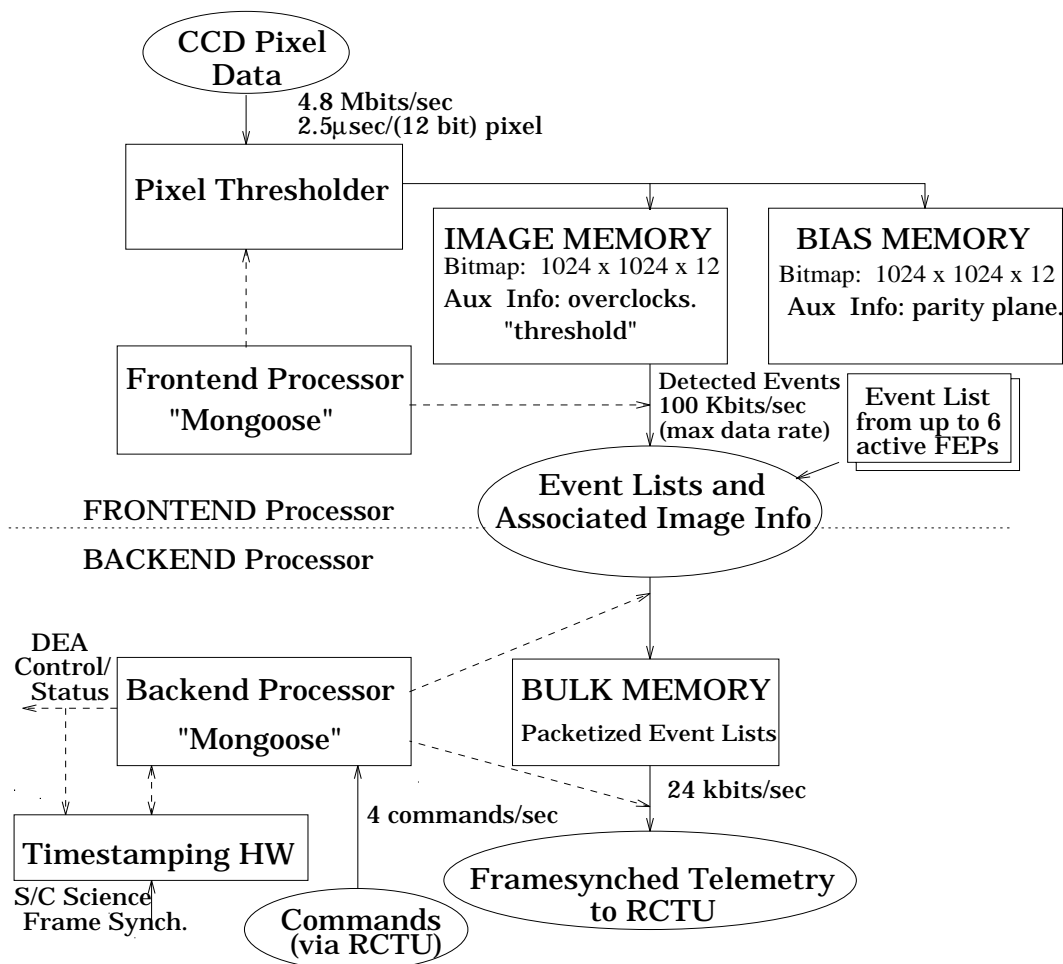 CCD Pixel
Data
4.8 Mbits/sec
2.5μsec/(12 bit) pixel
Pixel Thresholder
IMAGE MEMORY
Bitmap: 1024 x 1024 x 12
Aux Info: overclocks.
"threshold"
BIAS MEMORY
Bitmap: 1024 x 1024 x 12
Aux Info: parity plane.
Frontend Processor
"Mongoose"
Detected Events
100 Kbits/sec
(max data rate)
Event List
from up to 6
active FEPs
Event Lists and
Associated Image Info
FRONTEND Processor
BACKEND Processor
DEA
Control/
Status
Backend Processor
"Mongoose"
BULK MEMORY
Packetized Event Lists
24 kbits/sec
4 commands/sec
Timestamping HW
S/C Science
Frame Synch.
Commands
(via RCTU)
Framesynched Telemetry
to RCTU